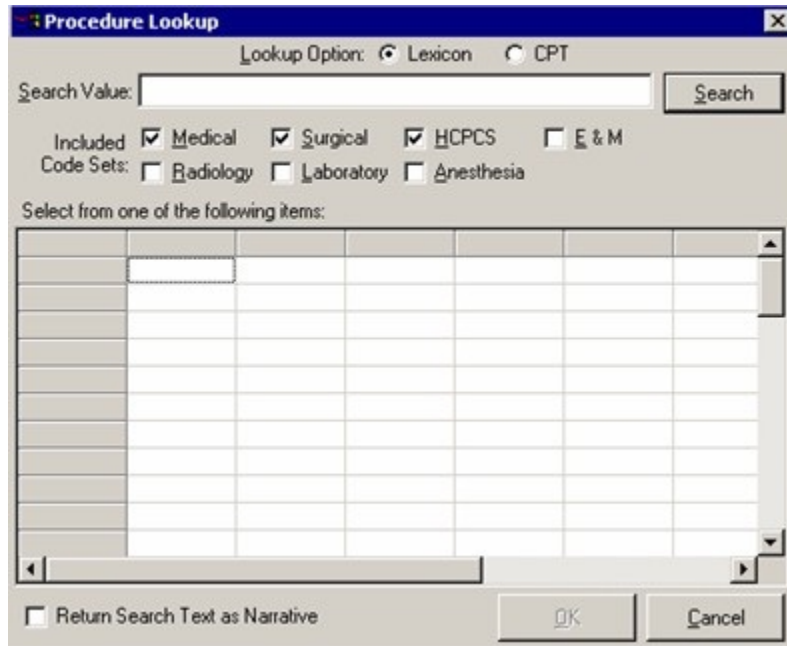 Procedure Lookup
Lookup Option: Lexicon CPT
Search Value: Search
Included Code Sets: Medical Surgical HCPCS E & M
Radiology Laboratory Anesthesia
Select from one of the following items:
Return Search Text as Narrative OK Cancel